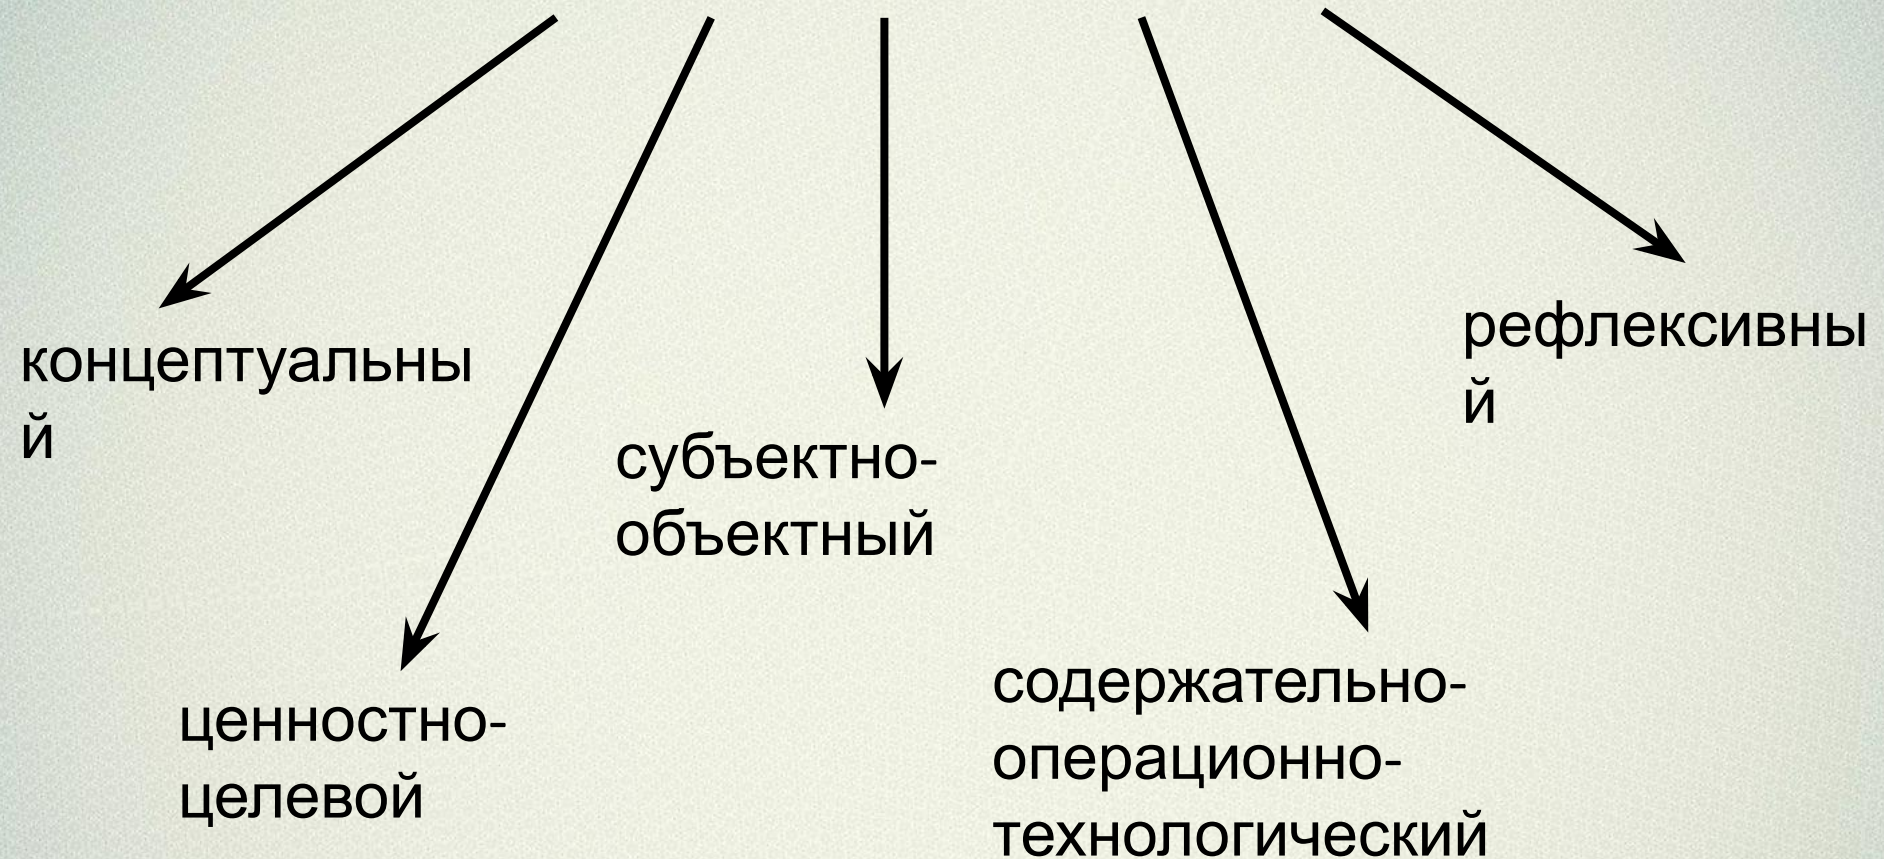 концептуальны
й
ценностно-
целевой
субъектно-
объектный
содержательно-
операционно-
технологический
рефлексивны
й